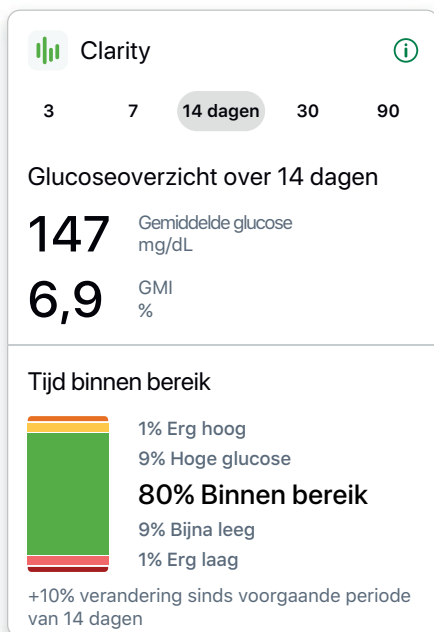 Clarity
3 7 14 dagen 30 90
Glucoseoverzicht over 14 dagen
147 Gemiddelde glucose
mg/dL
6,9 GMI
%
Tijd binnen bereik
1% Erg hoog
9% Hoge glucose
80% Binnen bereik
9% Bijna leeg
1% Erg laag
+10% verandering sinds voorgaande periode
van 14 dagen